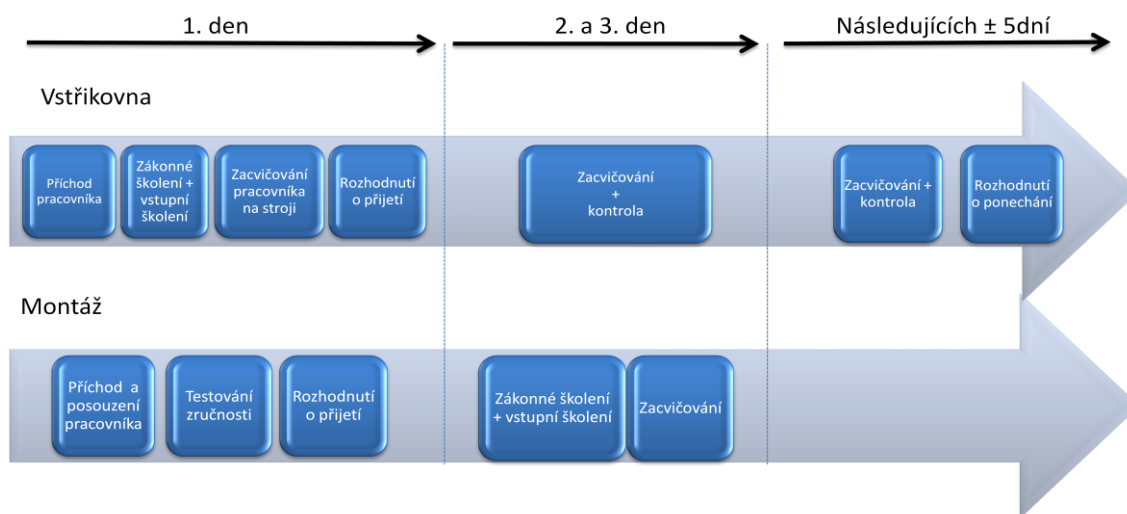 1. den
2. a 3. den
Následujících ± 5dní
Vstřikovna
Příchod
pracovníka
Zákonné
školení +
vstupní
školení
Zacvičování
pracovníka
na stroji
Rozhodnutí
o přijetí
Zacvičování
+
kontrola
Zacvičování +
kontrola
Rozhodnutí
o ponechání
Montáž
Příchod a
posouzení
pracovníka
Testování
zručnosti
Rozhodnutí
o přijetí
Zákonné školení
+ vstupní školení
Zacvičování